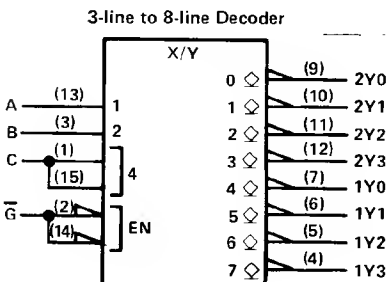 3-line to 8-line Decoder
X/Y
A (13) 1
B (3) 2
C (1)
(15) 4
G̅ (2)
(14) EN
0 (9) 2Y0
1 (10) 2Y1
2 (11) 2Y2
3 (12) 2Y3
4 (7) 1Y0
5 (6) 1Y1
6 (5) 1Y2
7 (4) 1Y3